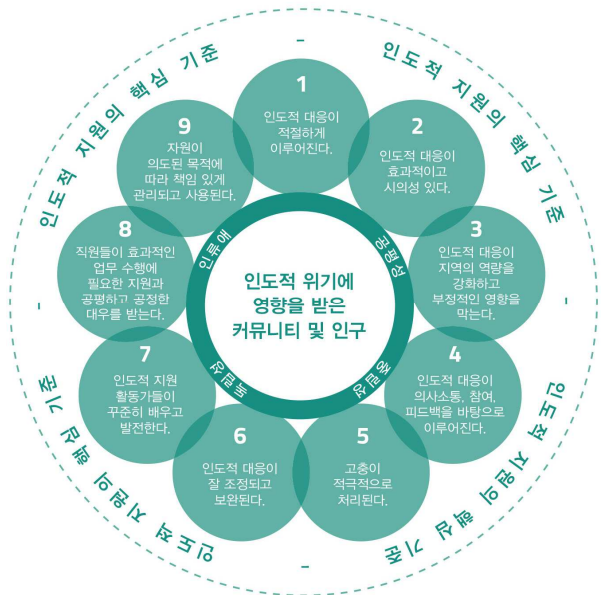 인도적 지원의 핵심 기준
-
인도적 지원의 핵심 기준
-
인도적 지원의 핵심 기준
-
인도적 지원의 핵심 기준
-
1
인도적 대응이
적절하게
이루어진다.
2
인도적 대응이
효과적이고
시의성 있다.
3
인도적 대응이
지역의 역량을
강화하고
부정적인 영향을
막는다.
4
인도적 대응이
의사소통, 참여,
피드백을 바탕으로
이루어진다.
5
고충이
적극적으로
처리된다.
6
인도적 대응이
잘 조정되고
보완된다.
7
인도적 지원
활동가들이
꾸준히 배우고
발전한다.
8
직원들이 효과적인
업무 수행에
필요한 지원과
공평하고 공정한
대우를 받는다.
9
자원이
의도된 목적에
따라 책임 있게
관리되고 사용된다.
인류애
공평성
중립성
독립성
인도적 위기에
영향을 받은
커뮤니티 및 인구